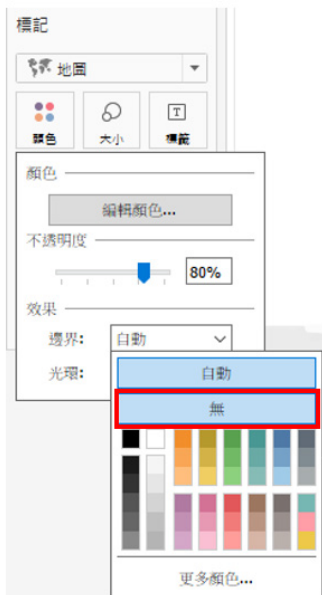 標記
地圖
顏色 大小 標籤
顏色
編輯顏色...
不透明度
80%
效果
邊界: 自動
光環:
自動
無
更多顏色...